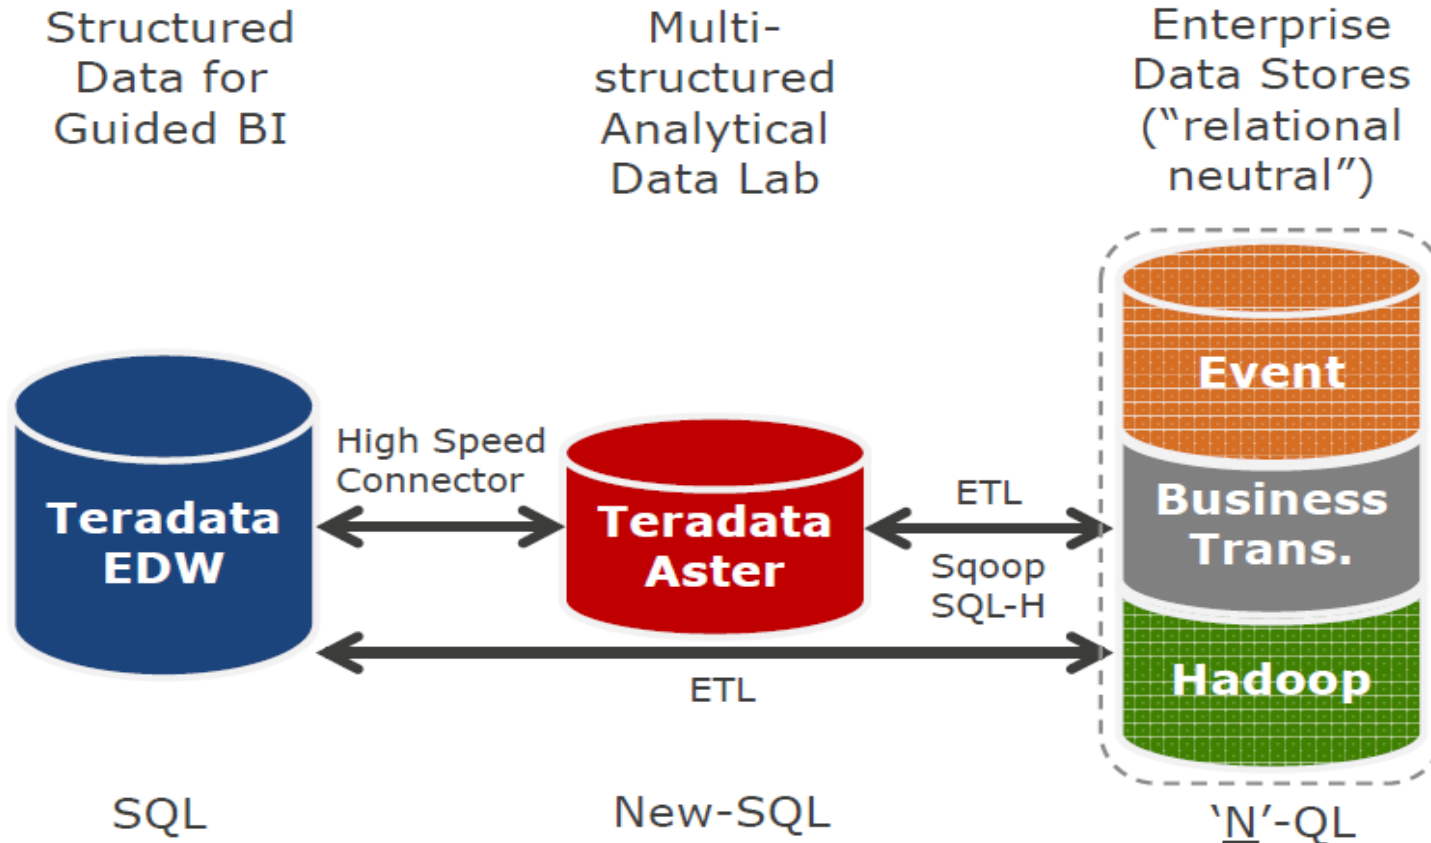 Structured
Data for
Guided BI
Multi-
structured
Analytical
Data Lab
Enterprise
Data Stores
(“relational
neutral”)
Teradata
EDW
High Speed
Connector
Teradata
Aster
ETL
Sqoop
SQL-H
ETL
Event
Business
Trans.
Hadoop
SQL
New-SQL
‘N’-QL